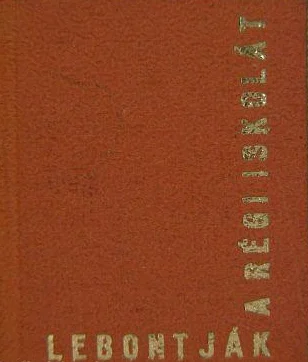 LEBONTJÁK
A RÉGI ISKOLÁT